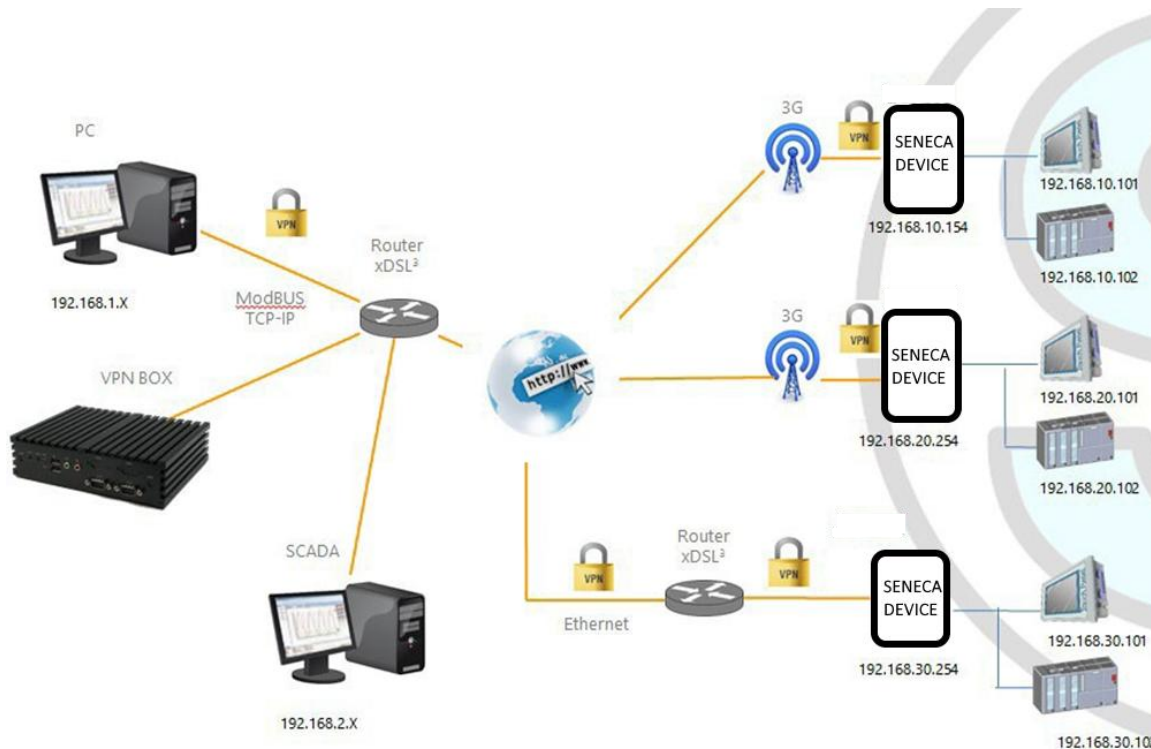 PC
VPN
192.168.1.X
ModBUS
TCP-IP
Router
xDSL³
VPN BOX
SCADA
192.168.2.X
http://www
3G
VPN
SENECA
DEVICE
192.168.10.154
192.168.10.101
192.168.10.102
3G
VPN
SENECA
DEVICE
192.168.20.254
192.168.20.101
192.168.20.102
VPN
Ethernet
Router
xDSL³
VPN
SENECA
DEVICE
192.168.30.254
192.168.30.101